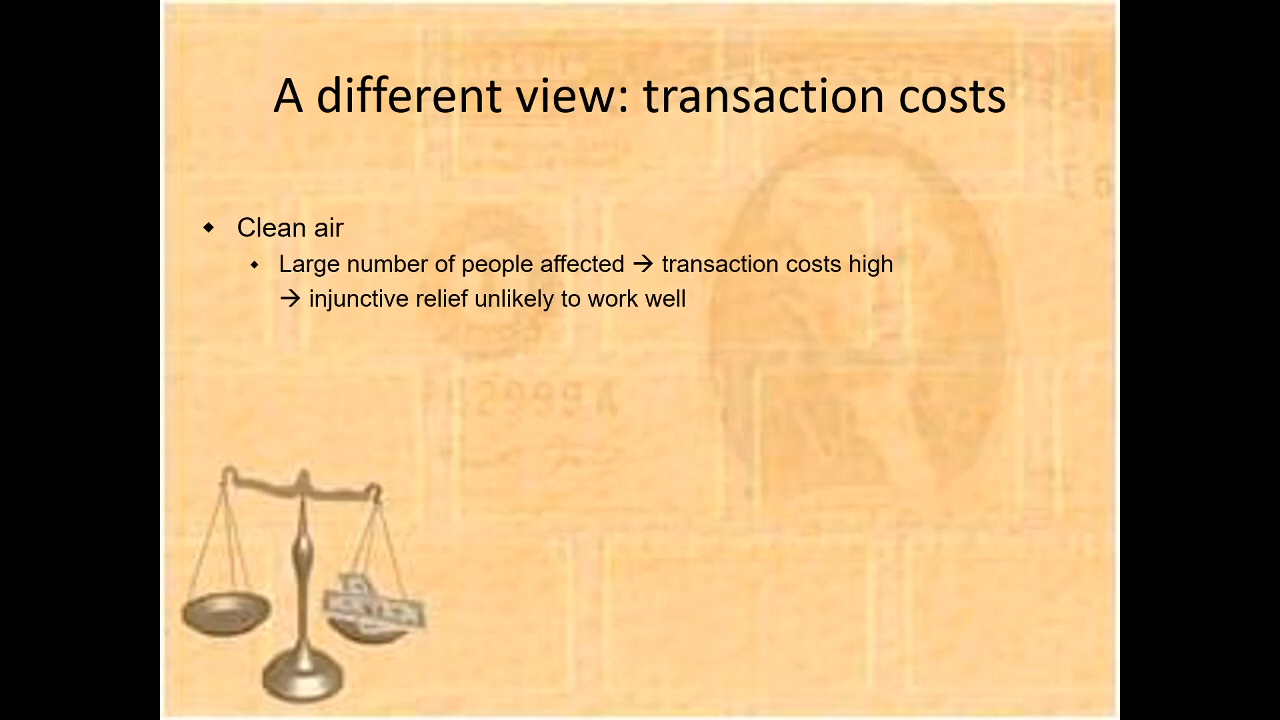 A different view: transaction costs
◆ Clean air
◆ Large number of people affected → transaction costs high
→ injunctive relief unlikely to work well